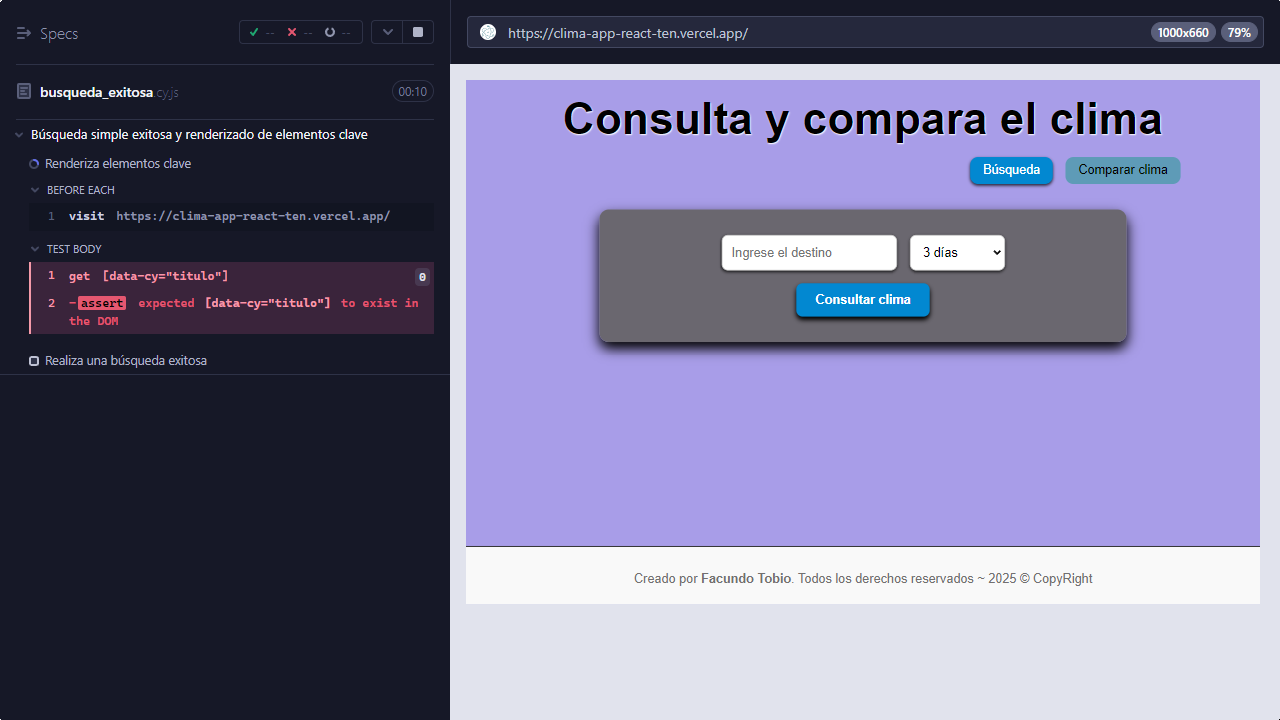 Specs
-- -- --
busqueda_exitosa.cy.js
00:10
Búsqueda simple exitosa y renderizado de elementos clave
Renderiza elementos clave
BEFORE EACH
1 visit https://clima-app-react-ten.vercel.app/
TEST BODY
1 get [data-cy="titulo"] 0
2 -assert expected [data-cy="titulo"] to exist in
the DOM
Realiza una búsqueda exitosa
https://clima-app-react-ten.vercel.app/
1000x660 79%
Consulta y compara el clima
Búsqueda Comparar clima
Ingrese el destino 3 días
Consultar clima
Creado por Facundo Tobio. Todos los derechos reservados ~ 2025 © CopyRight